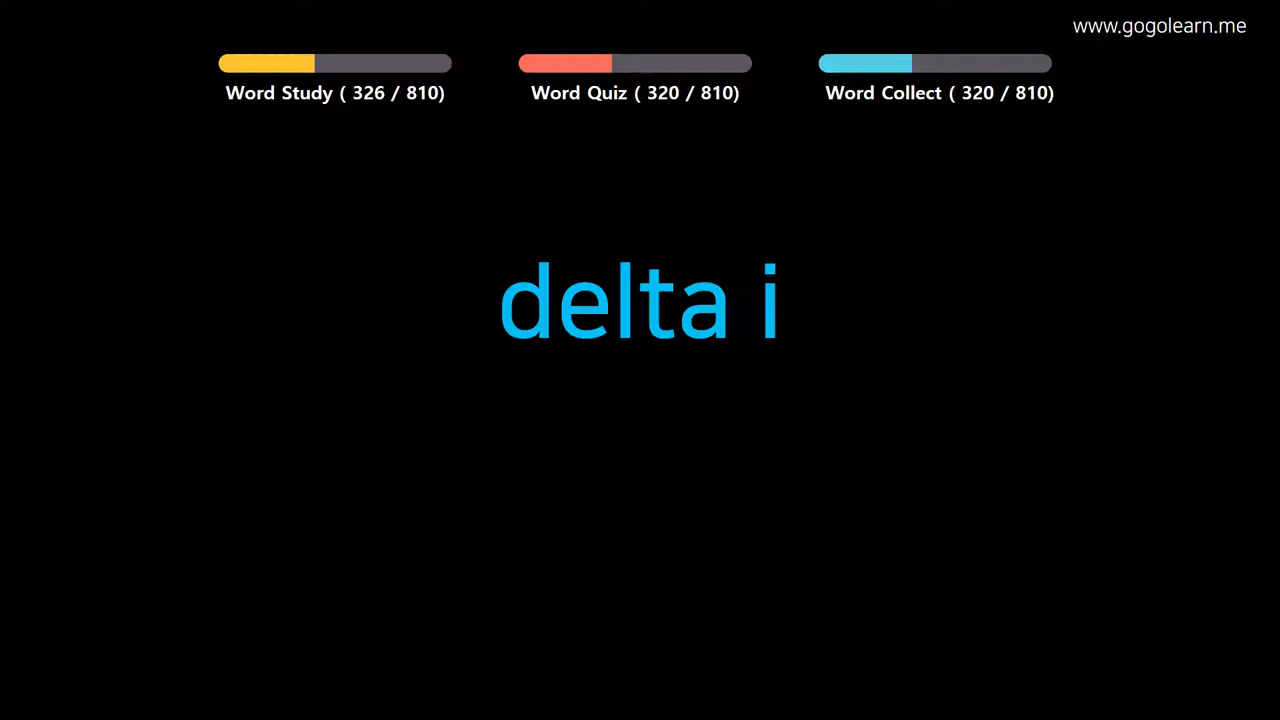 www.gogolearn.me
Word Study ( 326 / 810)
Word Quiz ( 320 / 810)
Word Collect ( 320 / 810)
delta i